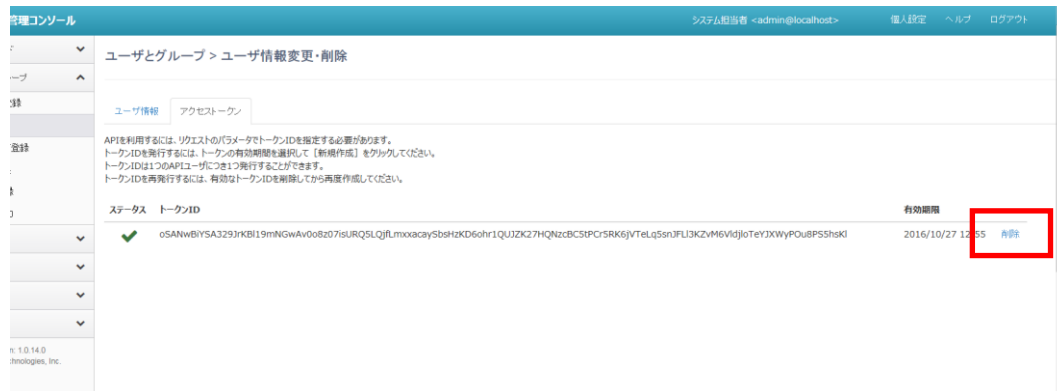 管理コンソール
システム担当者 <admin@localhost>
個人設定
ヘルプ
ログアウト
ユーザとグループ > ユーザ情報変更・削除
ユーザ情報
アクセストークン
APIを利用するには、リクエストのパラメータでトークンIDを指定する必要があります。
トークンIDを発行するには、トークンの有効期間を選択して［新規作成］をクリックしてください。
トークンIDは1つのAPIユーザにつき1つ発行することができます。
トークンIDを再発行するには、有効なトークンIDを削除してから再度作成してください。
ステータス トークンID 有効期限
oSANwBiYSA329JrKBl19mNGwAv0o8z07isURQ5LQjfLmxxacaySbsHzKD6ohr1QUJZK27HQNzcBC5tPCr5RK6jVTeLq5snJFLl3KZvM6VldjloTeYJXWyPOu8PS5hsKl 2016/10/27 12:55 削除
登録
n: 1.0.14.0
hnologies, Inc.